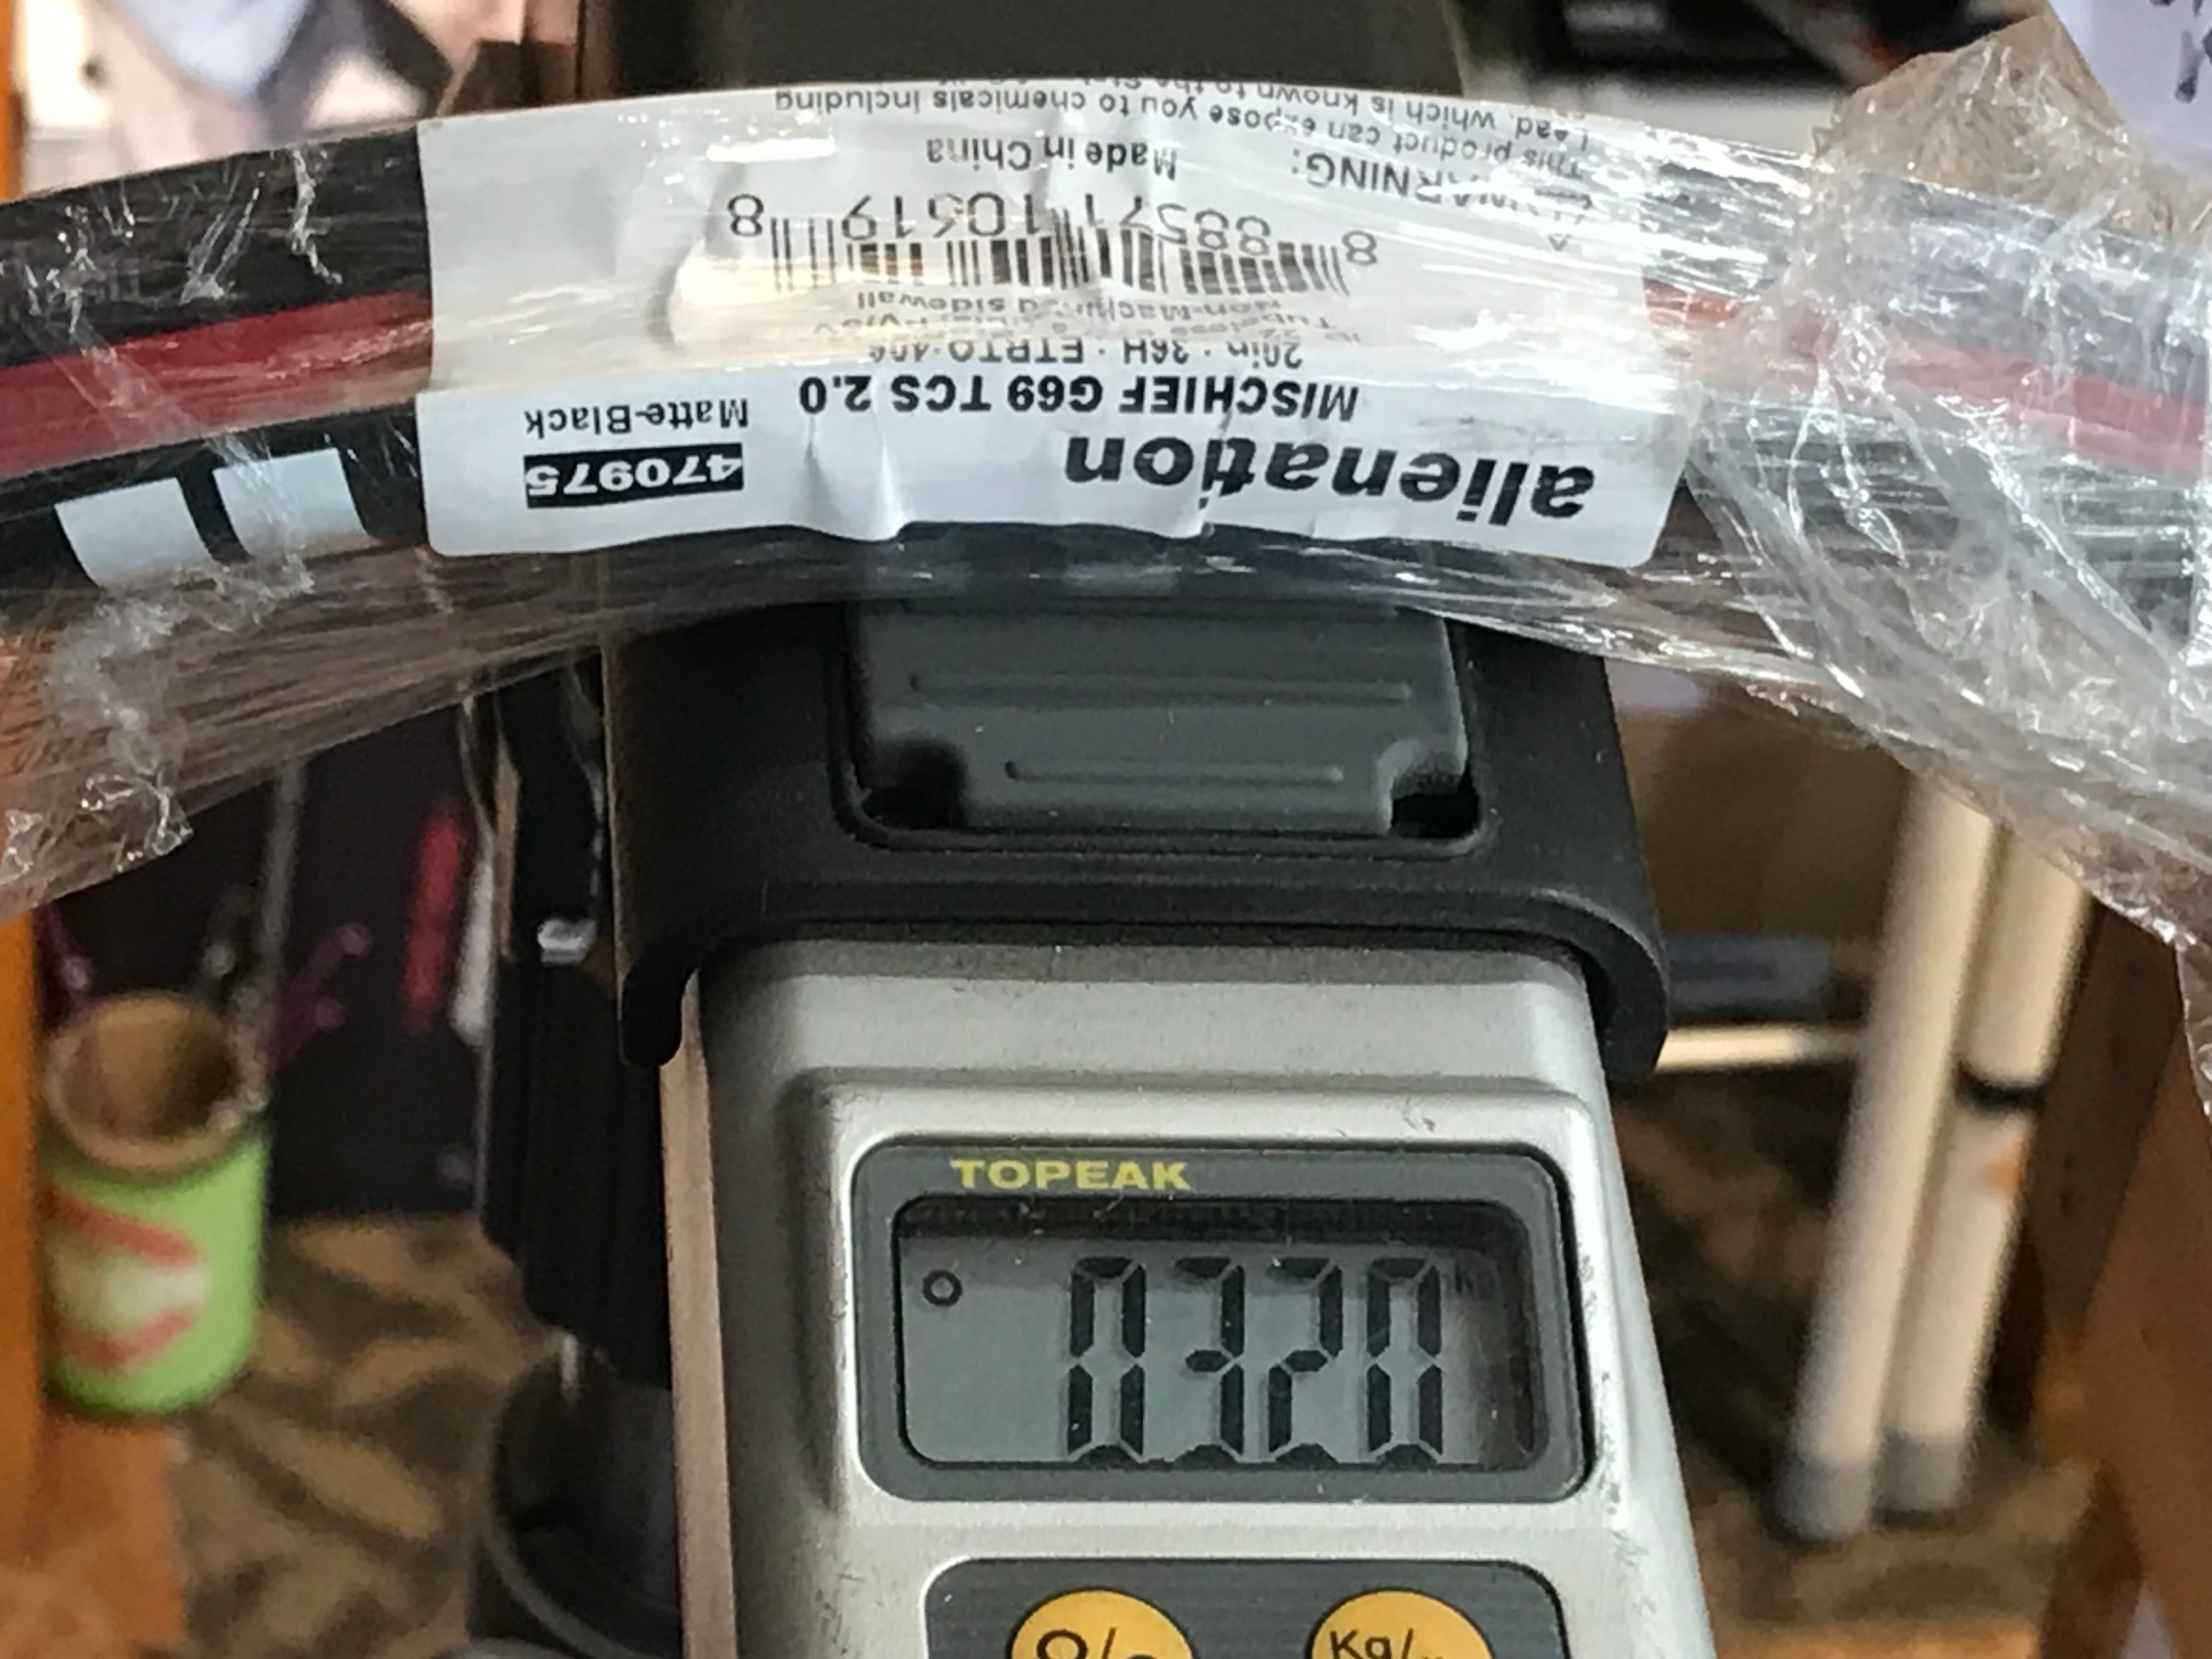 alienation
MISCHIEF G69 TCS 2.0
470975
Matte-Black
20in · 36H · ETRTO-406
Tubeless
Non-Machined sidewall
8 88571 10619 8
Made in China
WARNING:
This product can expose you to chemicals including
Lead, which is known to the
TOPEAK
0320
O/
Kg/